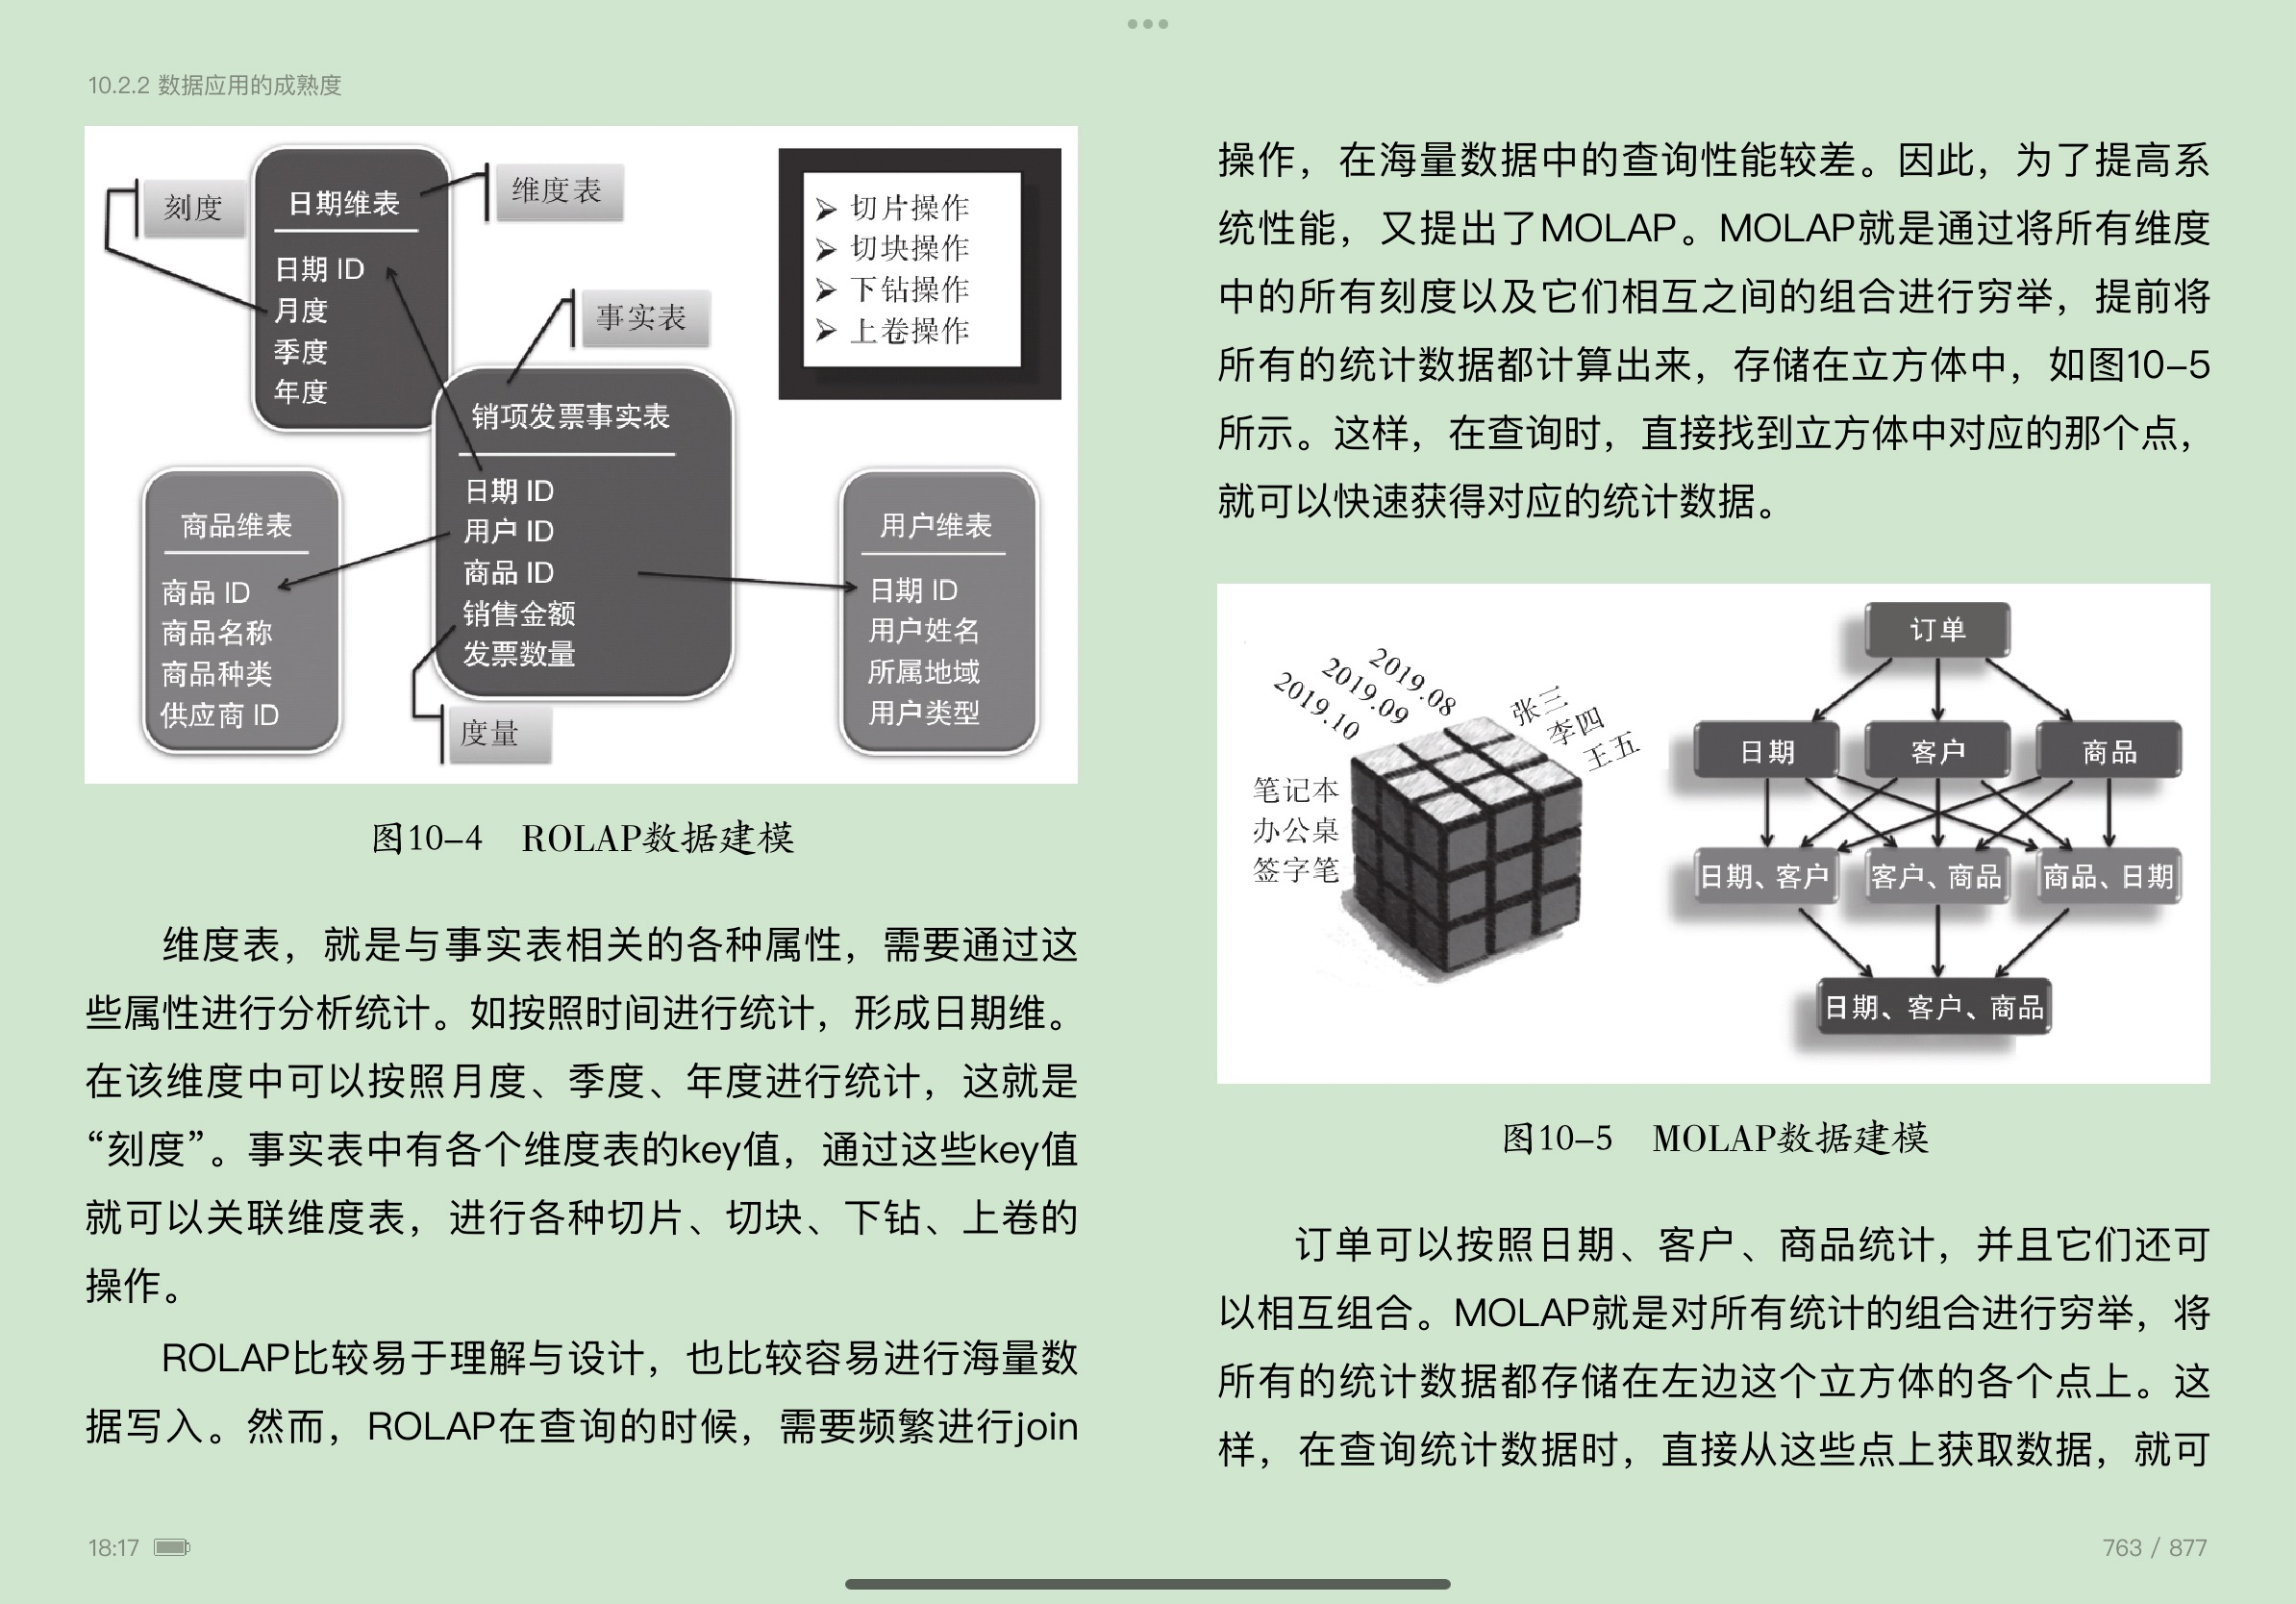 10.2.2 数据应用的成熟度
刻度
日期维表
日期 ID
月度
季度
年度
维度表
事实表
➢ 切片操作
➢ 切块操作
➢ 下钻操作
➢ 上卷操作
销项发票事实表
日期 ID
用户 ID
商品 ID
销售金额
发票数量
商品维表
商品 ID
商品名称
商品种类
供应商 ID
用户维表
日期 ID
用户姓名
所属地域
用户类型
度量
图10-4 ROLAP数据建模
维度表，就是与事实表相关的各种属性，需要通过这
些属性进行分析统计。如按照时间进行统计，形成日期维。
在该维度中可以按照月度、季度、年度进行统计，这就是
“刻度”。事实表中有各个维度表的key值，通过这些key值
就可以关联维度表，进行各种切片、切块、下钻、上卷的
操作。
ROLAP比较易于理解与设计，也比较容易进行海量数
据写入。然而，ROLAP在查询的时候，需要频繁进行join
操作，在海量数据中的查询性能较差。因此，为了提高系
统性能，又提出了MOLAP。MOLAP就是通过将所有维度
中的所有刻度以及它们相互之间的组合进行穷举，提前将
所有的统计数据都计算出来，存储在立方体中，如图10-5
所示。这样，在查询时，直接找到立方体中对应的那个点，
就可以快速获得对应的统计数据。
2019.08
2019.09
2019.10
张三
李四
王五
笔记本
办公桌
签字笔
订单
日期
客户
商品
日期、客户
客户、商品
商品、日期
日期、客户、商品
图10-5 MOLAP数据建模
订单可以按照日期、客户、商品统计，并且它们还可
以相互组合。MOLAP就是对所有统计的组合进行穷举，将
所有的统计数据都存储在左边这个立方体的各个点上。这
样，在查询统计数据时，直接从这些点上获取数据，就可
18:17
763 / 877